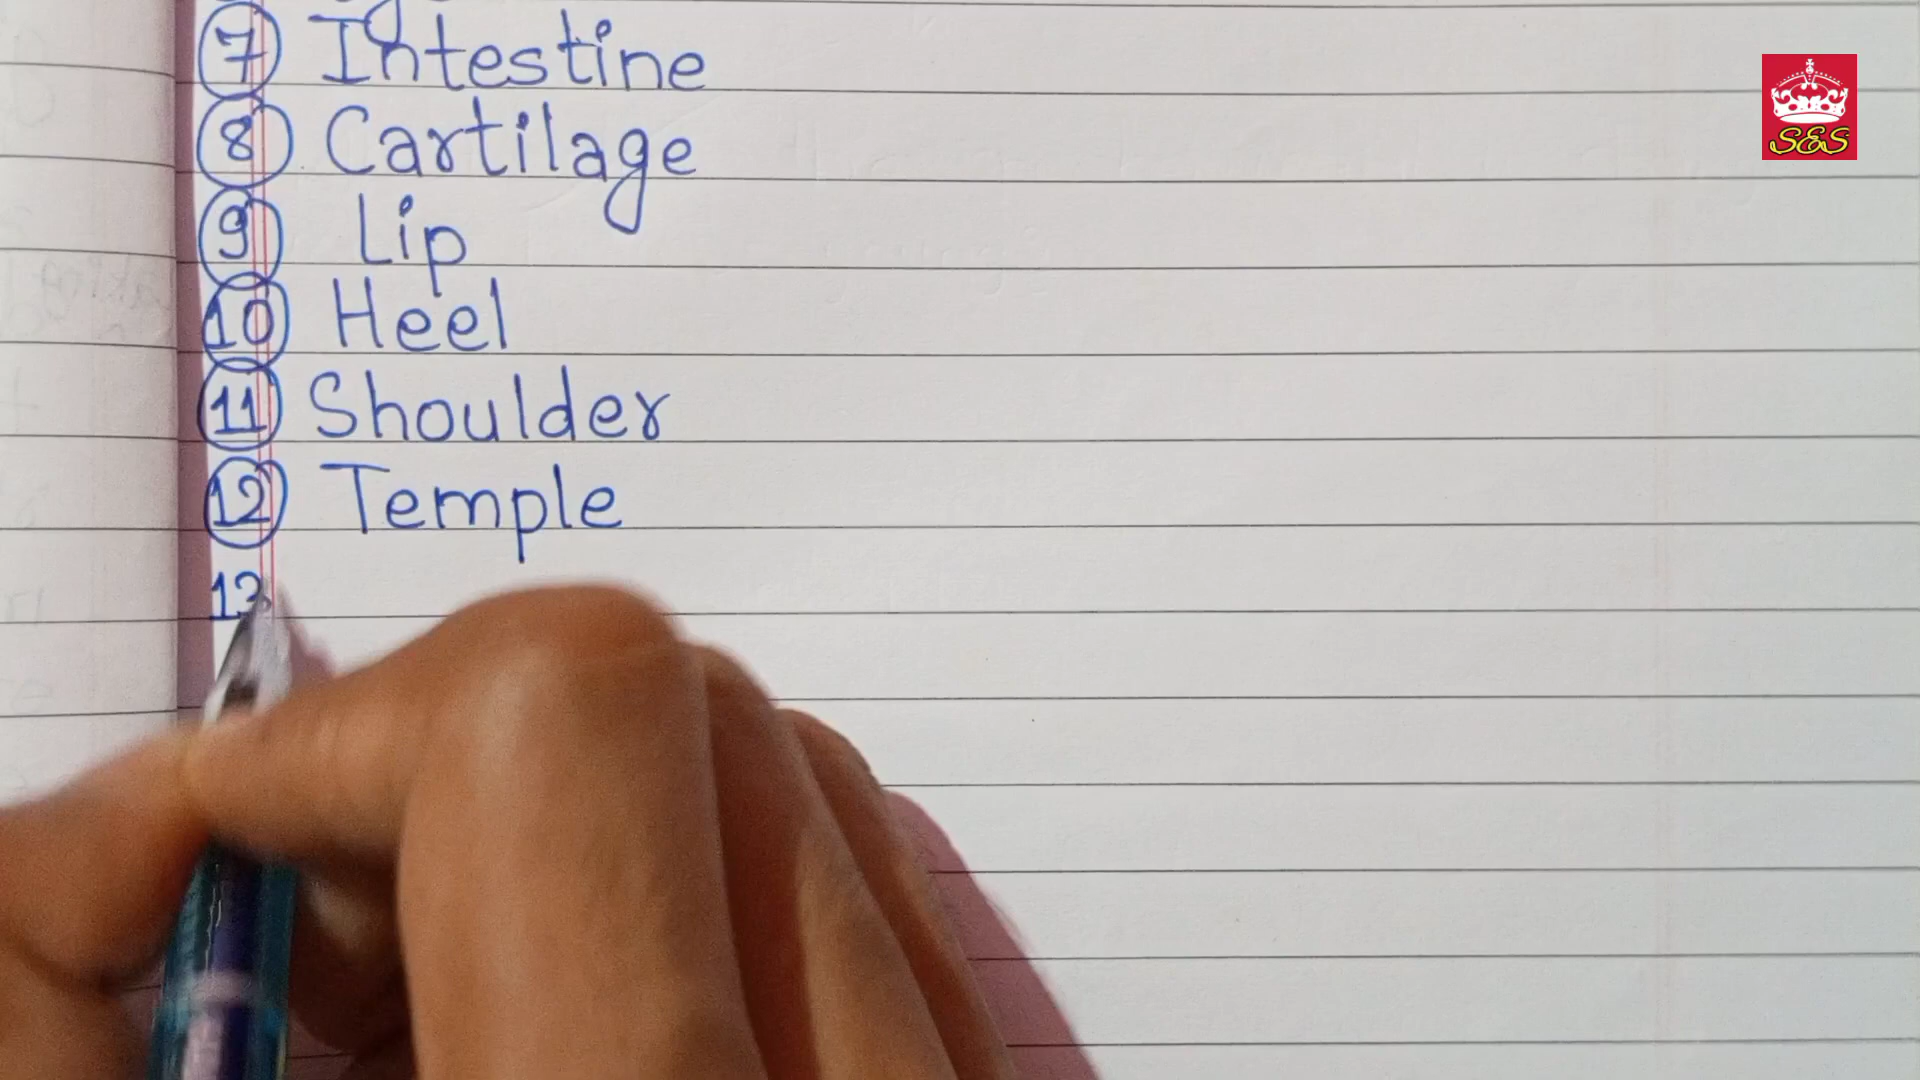 7 Intestine
8 Cartilage
9 Lip
10 Heel
11 Shoulder
12 Temple
13
S&S